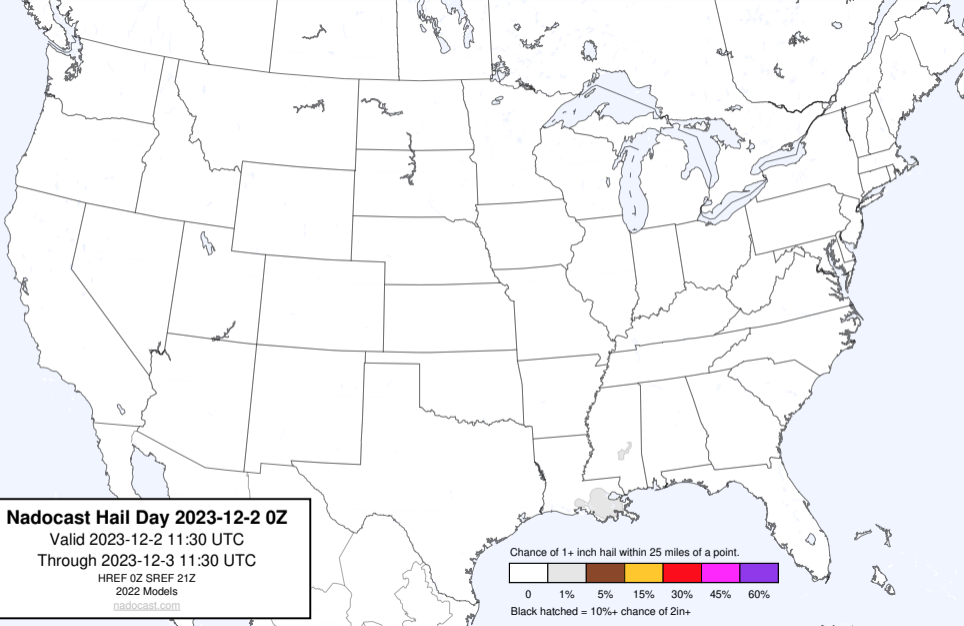 Nadocast Hail Day 2023-12-2 0Z
Valid 2023-12-2 11:30 UTC
Through 2023-12-3 11:30 UTC
HREF 0Z SREF 21Z
2022 Models
nadocast.com
Chance of 1+ inch hail within 25 miles of a point.
0 1% 5% 15% 30% 45% 60%
Black hatched = 10%+ chance of 2in+